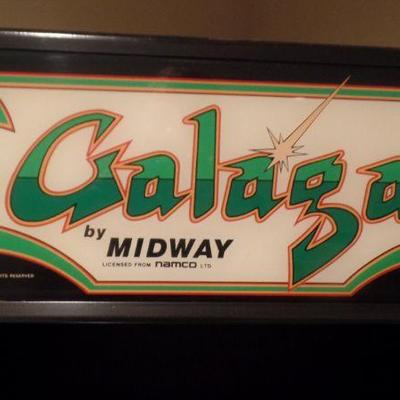 Galaga
by MIDWAY
LICENSED FROM namco LTD
RESERVED